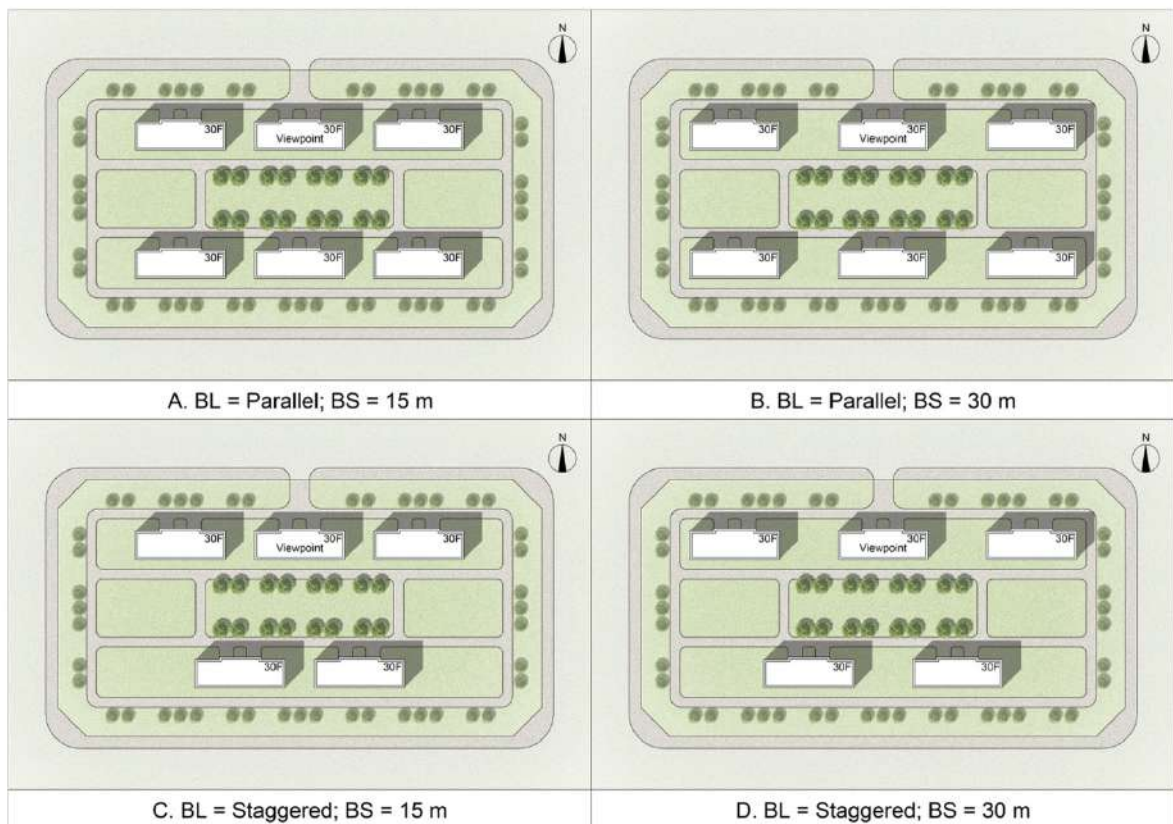 N
N
30F 30F 30F
Viewpoint
30F 30F 30F
Viewpoint
30F 30F 30F
30F 30F 30F
A. BL = Parallel; BS = 15 m
B. BL = Parallel; BS = 30 m
N
N
30F 30F 30F
Viewpoint
30F 30F 30F
Viewpoint
30F 30F
30F 30F
C. BL = Staggered; BS = 15 m
D. BL = Staggered; BS = 30 m